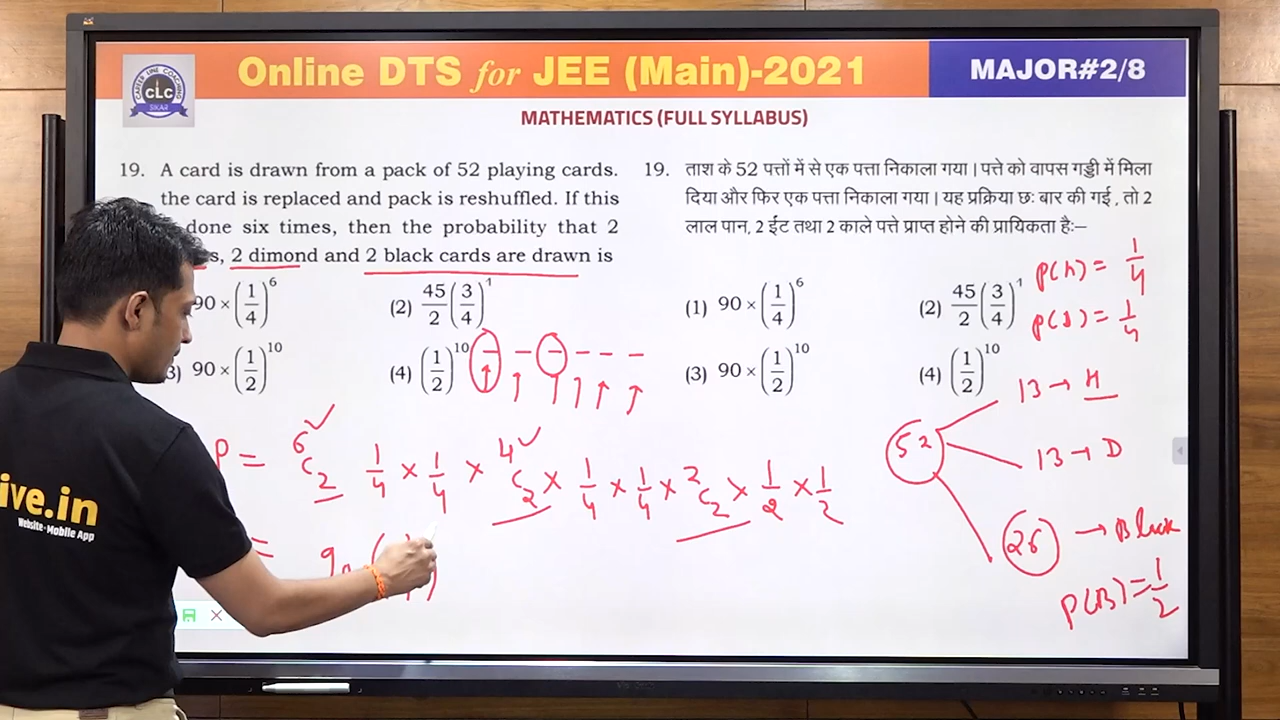 Online DTS for JEE (Main)-2021
MAJOR#2/8
CAREER LINE COACHING
CLC
SIKAR
MATHEMATICS (FULL SYLLABUS)
19. A card is drawn from a pack of 52 playing cards.
the card is replaced and pack is reshuffled. If this
done six times, then the probability that 2
s, 2 dimond and 2 black cards are drawn is
90 × (1/4)^6
(2) 45/2 (3/4)^4
3) 90 × (1/2)^10
(4) (1/2)^10
19. ताश के 52 पत्तों में से एक पत्ता निकाला गया। पत्ते को वापस गड्डी में मिला
दिया और फिर एक पत्ता निकाला गया। यह प्रक्रिया छः बार की गई, तो 2
लाल पान, 2 ईंट तथा 2 काले पत्ते प्राप्त होने की प्रायिकता है:–
(1) 90 × (1/4)^6
(2) 45/2 (3/4)^4
(3) 90 × (1/2)^10
(4) (1/2)^10
P(h) = 1/4
P(d) = 1/4
52
13 → H
13 → D
26 → Black
P(B) = 1/2
P = 6C2 1/4 × 1/4 × 4C2 × 1/4 × 1/4 × 2C2 × 1/2 × 1/2
=
ive.in
Website•Mobile App